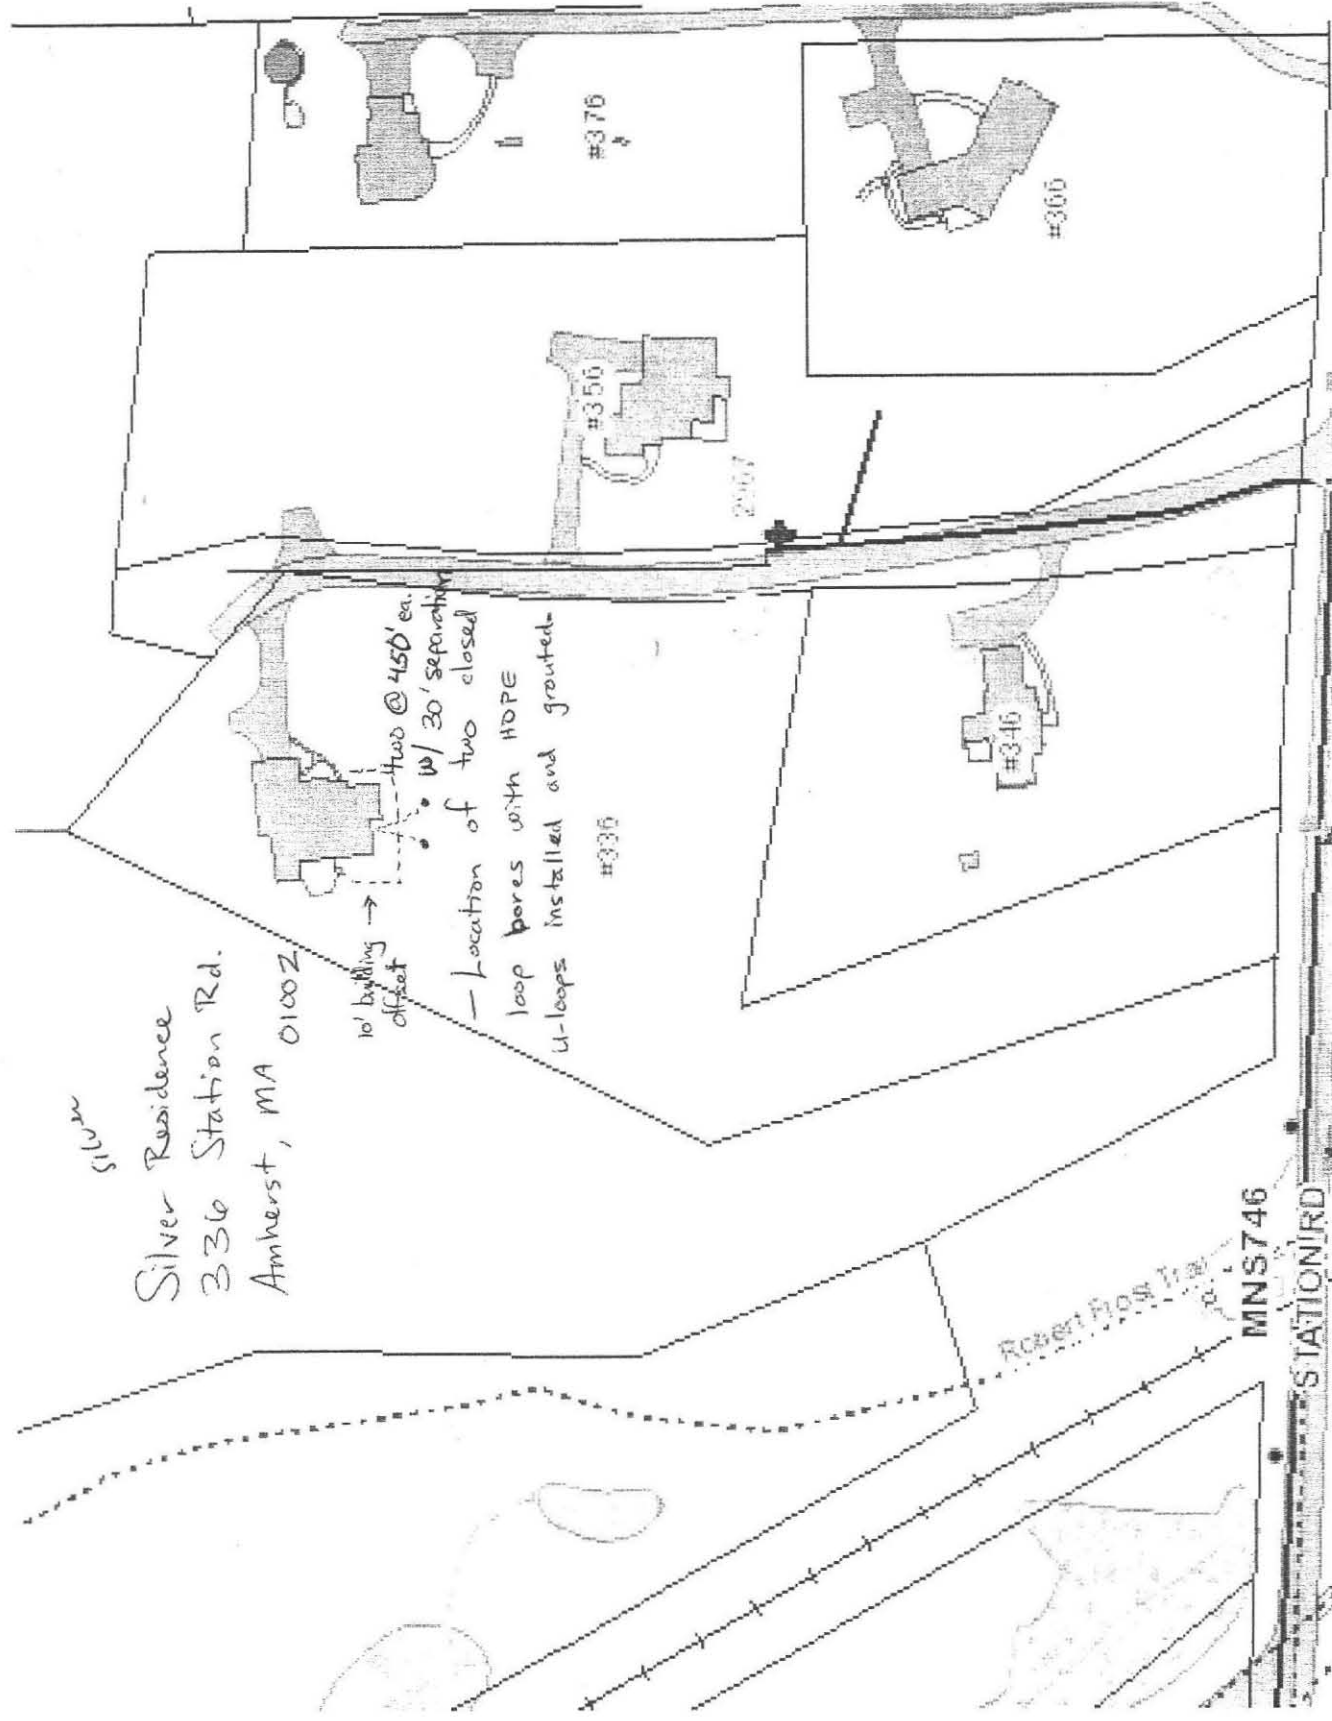 Silver
Silver Residence
336 Station Rd.
Amherst, MA 01002
10' building
offset
two @ 450' ea.
w/ 30' separation
- Location of two closed
loop bores with HDPE
U-loops installed and grouted.
#336
#346
#356
#366
#376
Robert Frost Trail
MNS746
STATION RD